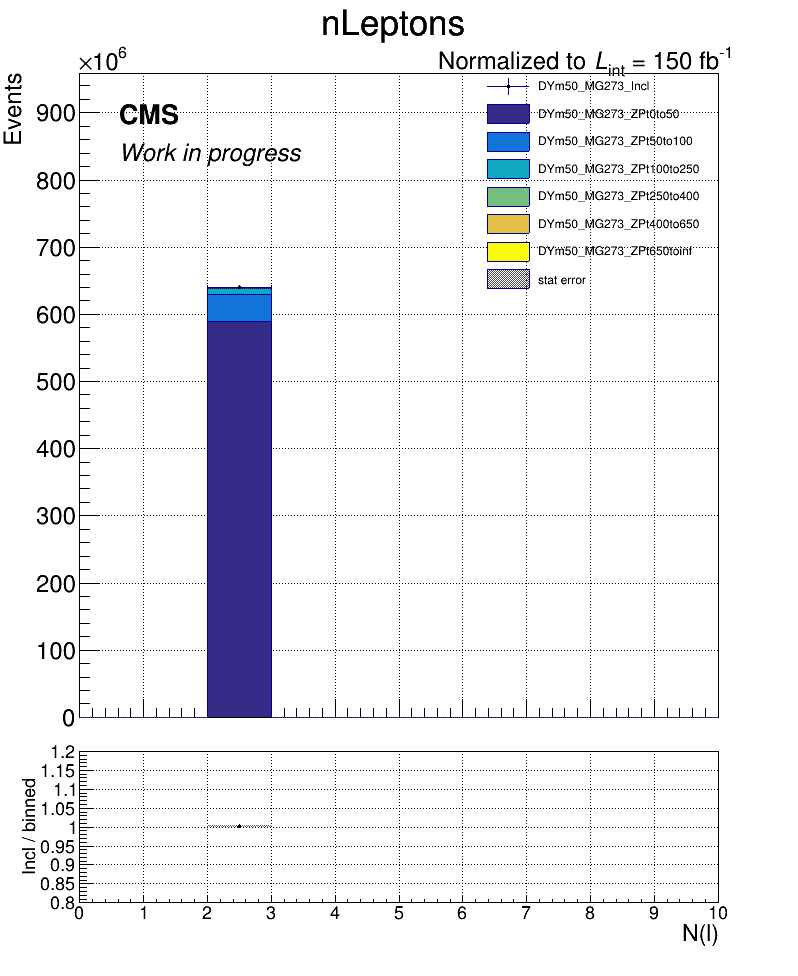 nLeptons
×10⁶
Normalized to L_int = 150 fb⁻¹
Events
CMS
Work in progress
DYm50_MG273_Incl
DYm50_MG273_ZPt0to50
DYm50_MG273_ZPt50to100
DYm50_MG273_ZPt100to250
DYm50_MG273_ZPt250to400
DYm50_MG273_ZPt400to650
DYm50_MG273_ZPt650toinf
stat error
900
800
700
600
500
400
300
200
100
0
Incl / binned
1.2
1.15
1.1
1.05
1
0.95
0.9
0.85
0.8
0 1 2 3 4 5 6 7 8 9 10
N(l)